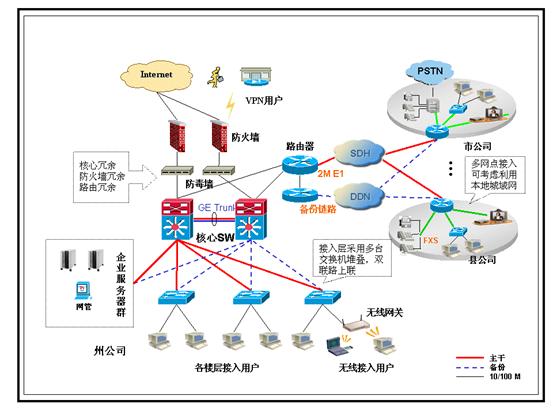 Internet
VPN用户
PSTN
防火墙
市公司
路由器
SDH
2M E1
核心冗余
防火墙冗余
路由冗余
防毒墙
多网点接入
可考虑利用
本地城域网
DDN
备份链路
GE Trunk
核心SW
FXS
县公司
接入层采用多台
交换机堆叠，双
联路上联
企业服务器群
网管
无线网关
州公司
各楼层接入用户
无线接入用户
主干
备份
10/100 M